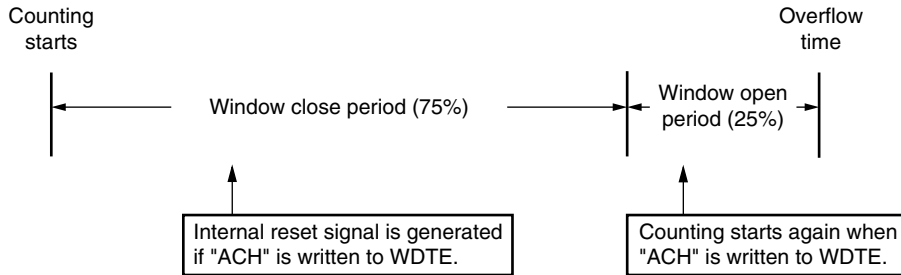 Counting
starts
Overflow
time
Window close period (75%)
Window open
period (25%)
Internal reset signal is generated
if "ACH" is written to WDTE.
Counting starts again when
"ACH" is written to WDTE.